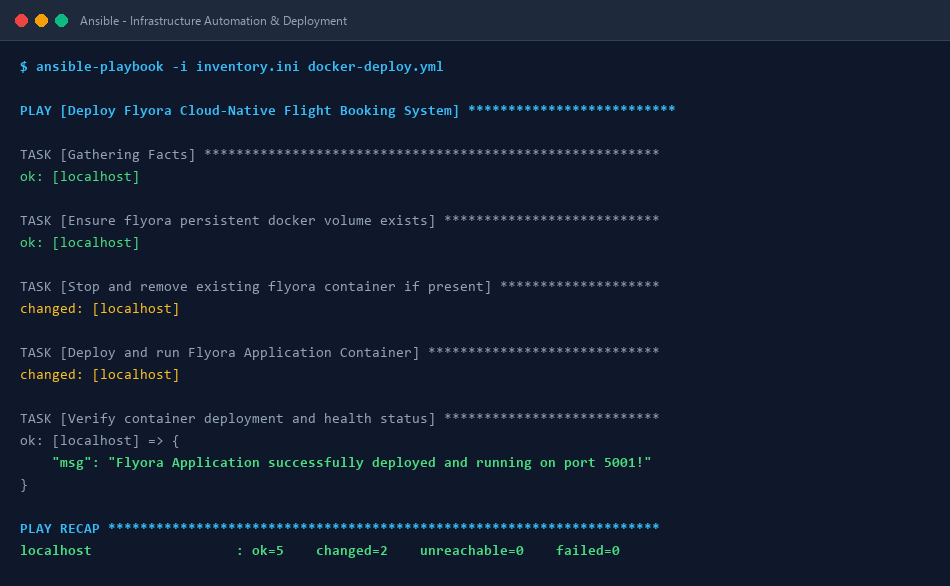 Ansible - Infrastructure Automation & Deployment
$ ansible-playbook -i inventory.ini docker-deploy.yml
PLAY [Deploy Flyora Cloud-Native Flight Booking System] **************************
TASK [Gathering Facts] *********************************************************
ok: [localhost]
TASK [Ensure flyora persistent docker volume exists] ***************************
ok: [localhost]
TASK [Stop and remove existing flyora container if present] ********************
changed: [localhost]
TASK [Deploy and run Flyora Application Container] *****************************
changed: [localhost]
TASK [Verify container deployment and health status] ***************************
ok: [localhost] => {
    "msg": "Flyora Application successfully deployed and running on port 5001!"
}
PLAY RECAP *********************************************************************
localhost                  : ok=5    changed=2    unreachable=0    failed=0